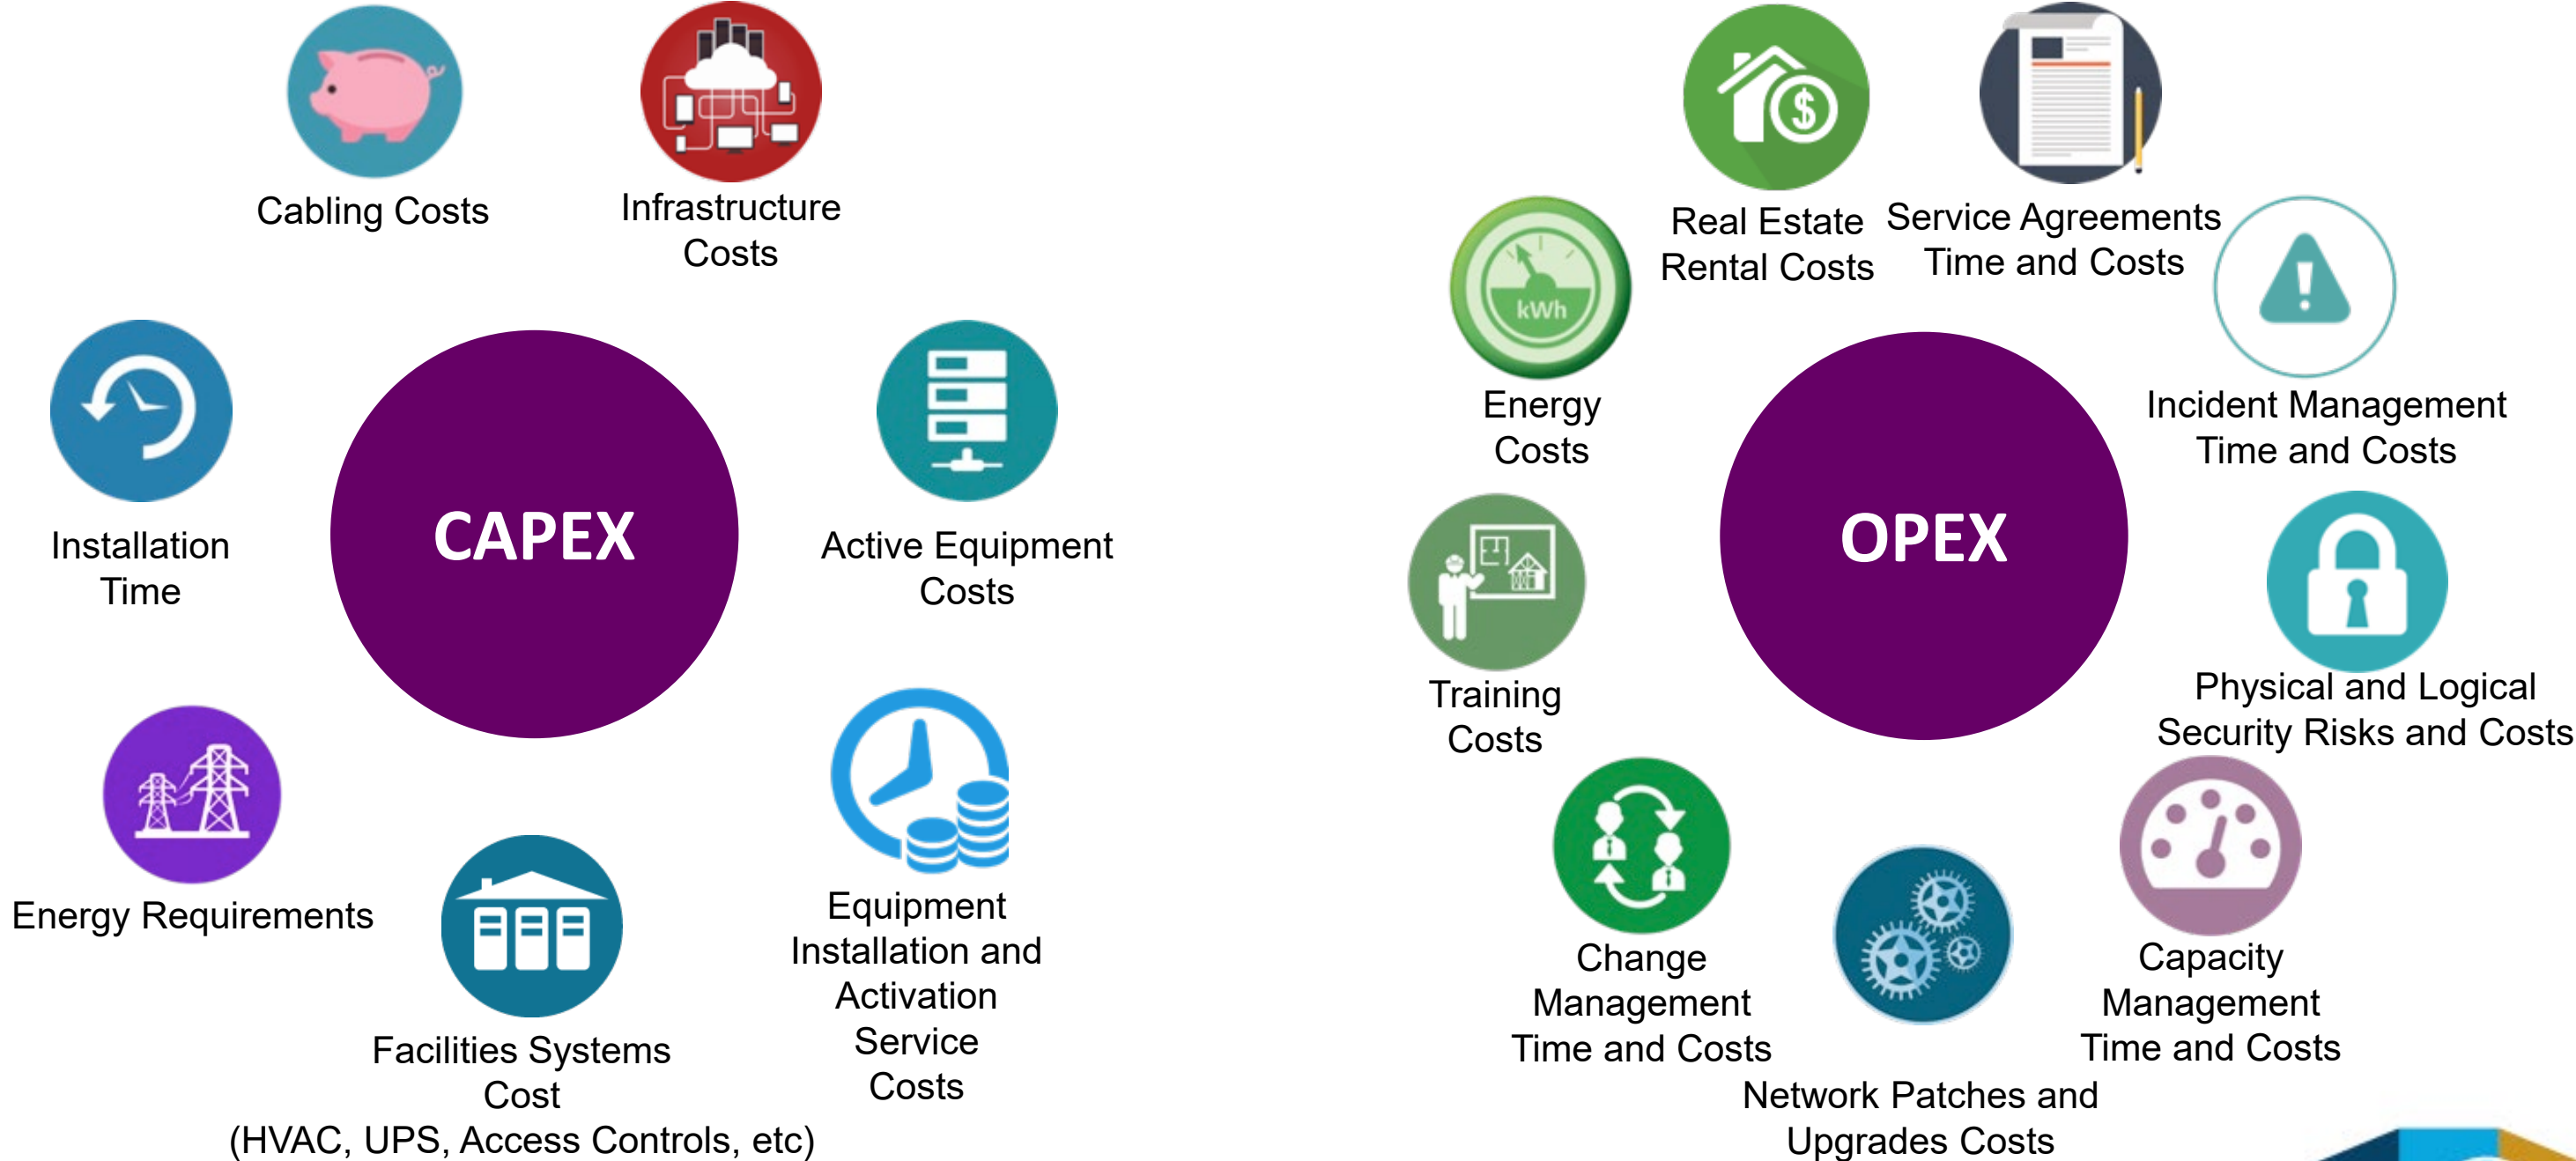 Cabling Costs
Infrastructure
Costs
Installation
Time
CAPEX
Active Equipment
Costs
Energy Requirements
Equipment
Installation and
Activation
Service
Costs
Facilities Systems
Cost
(HVAC, UPS, Access Controls, etc)
Real Estate
Rental Costs
$
Service Agreements
Time and Costs
kWh
Energy
Costs
Incident Management
Time and Costs
OPEX
Training
Costs
Physical and Logical
Security Risks and Costs
Change
Management
Time and Costs
Capacity
Management
Time and Costs
Network Patches and
Upgrades Costs